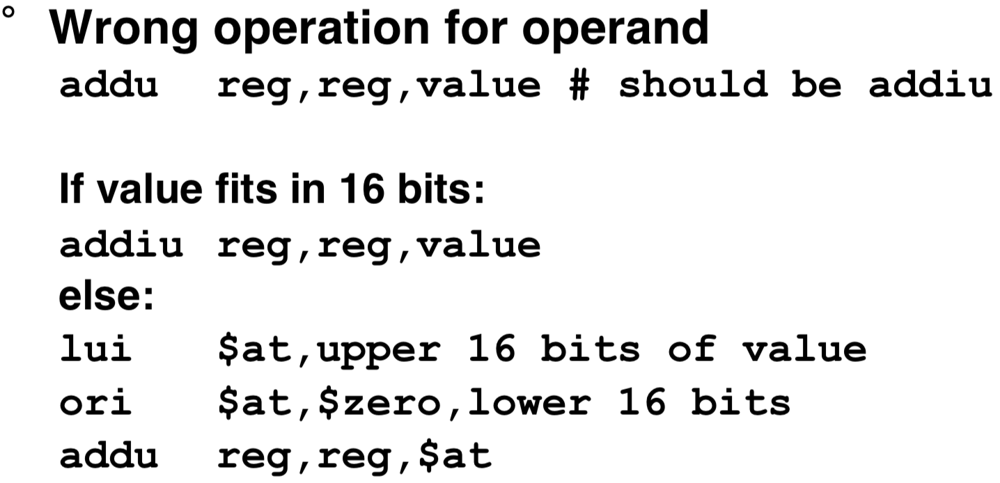 ° Wrong operation for operand
addu reg,reg,value # should be addiu
If value fits in 16 bits:
addiu reg,reg,value
else:
lui $at,upper 16 bits of value
ori $at,$zero,lower 16 bits
addu reg,reg,$at